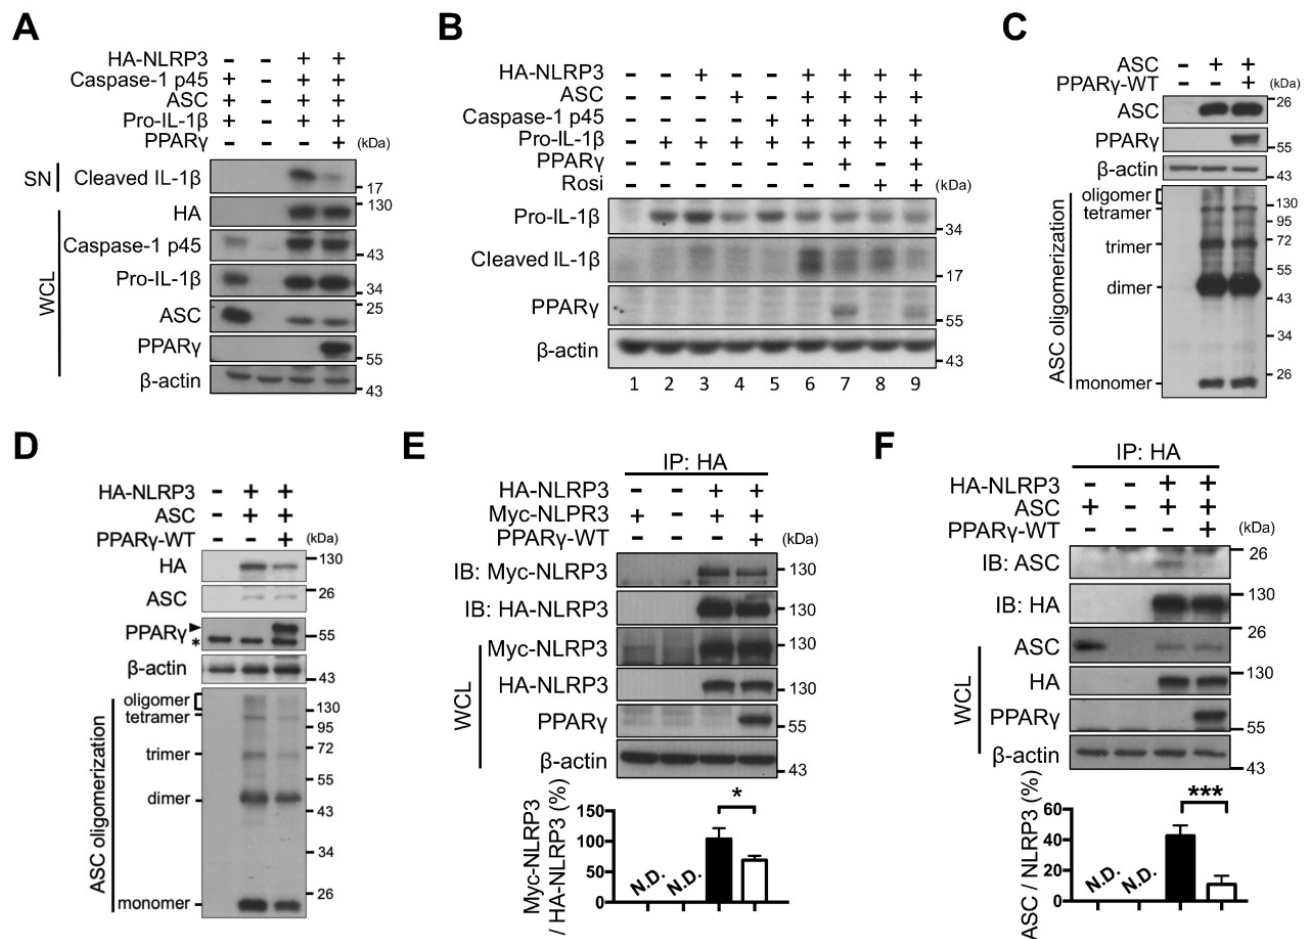 A
HA-NLRP3 - - + +
Caspase-1 p45 + - + +
ASC + - + +
Pro-IL-1β + - + +
PPARγ - - - + (kDa)
SN Cleaved IL-1β 17
HA 130
Caspase-1 p45 43
Pro-IL-1β 34
ASC 25
PPARγ 55
β-actin 43
WCL
B
HA-NLRP3 - - + - - + + + +
ASC - - - + - + + + +
Caspase-1 p45 - - - - + + + + +
Pro-IL-1β - + + + + + + + +
PPARγ - - - - - - + - +
Rosi - - - - - - - + + (kDa)
Pro-IL-1β 34
Cleaved IL-1β 17
PPARγ 55
β-actin 43
1 2 3 4 5 6 7 8 9
C
ASC - + +
PPARγ-WT - - + (kDa)
ASC 26
PPARγ 55
β-actin 43
ASC oligomerization
oligomer 130
tetramer 95
trimer 72
55
dimer 43
34
26
monomer
D
HA-NLRP3 - + +
ASC - + +
PPARγ-WT - - + (kDa)
HA 130
ASC 26
PPARγ 55
*
β-actin 43
ASC oligomerization
oligomer 130
tetramer 95
trimer 72
55
dimer 43
34
26
monomer
E
IP: HA
HA-NLRP3 - - + +
Myc-NLPR3 + - + +
PPARγ-WT - - - + (kDa)
IB: Myc-NLRP3 130
IB: HA-NLRP3 130
Myc-NLRP3 130
HA-NLRP3 130
PPARγ 55
β-actin 43
WCL
Myc-NLRP3
/ HA-NLRP3 (%)
150
100
50
0
N.D. N.D.
*
F
IP: HA
HA-NLRP3 - - + +
ASC + - + +
PPARγ-WT - - - + (kDa)
IB: ASC 26
IB: HA 130
ASC 26
HA 130
PPARγ 55
β-actin 43
WCL
ASC / NLRP3 (%)
60
40
20
0
N.D. N.D.
***